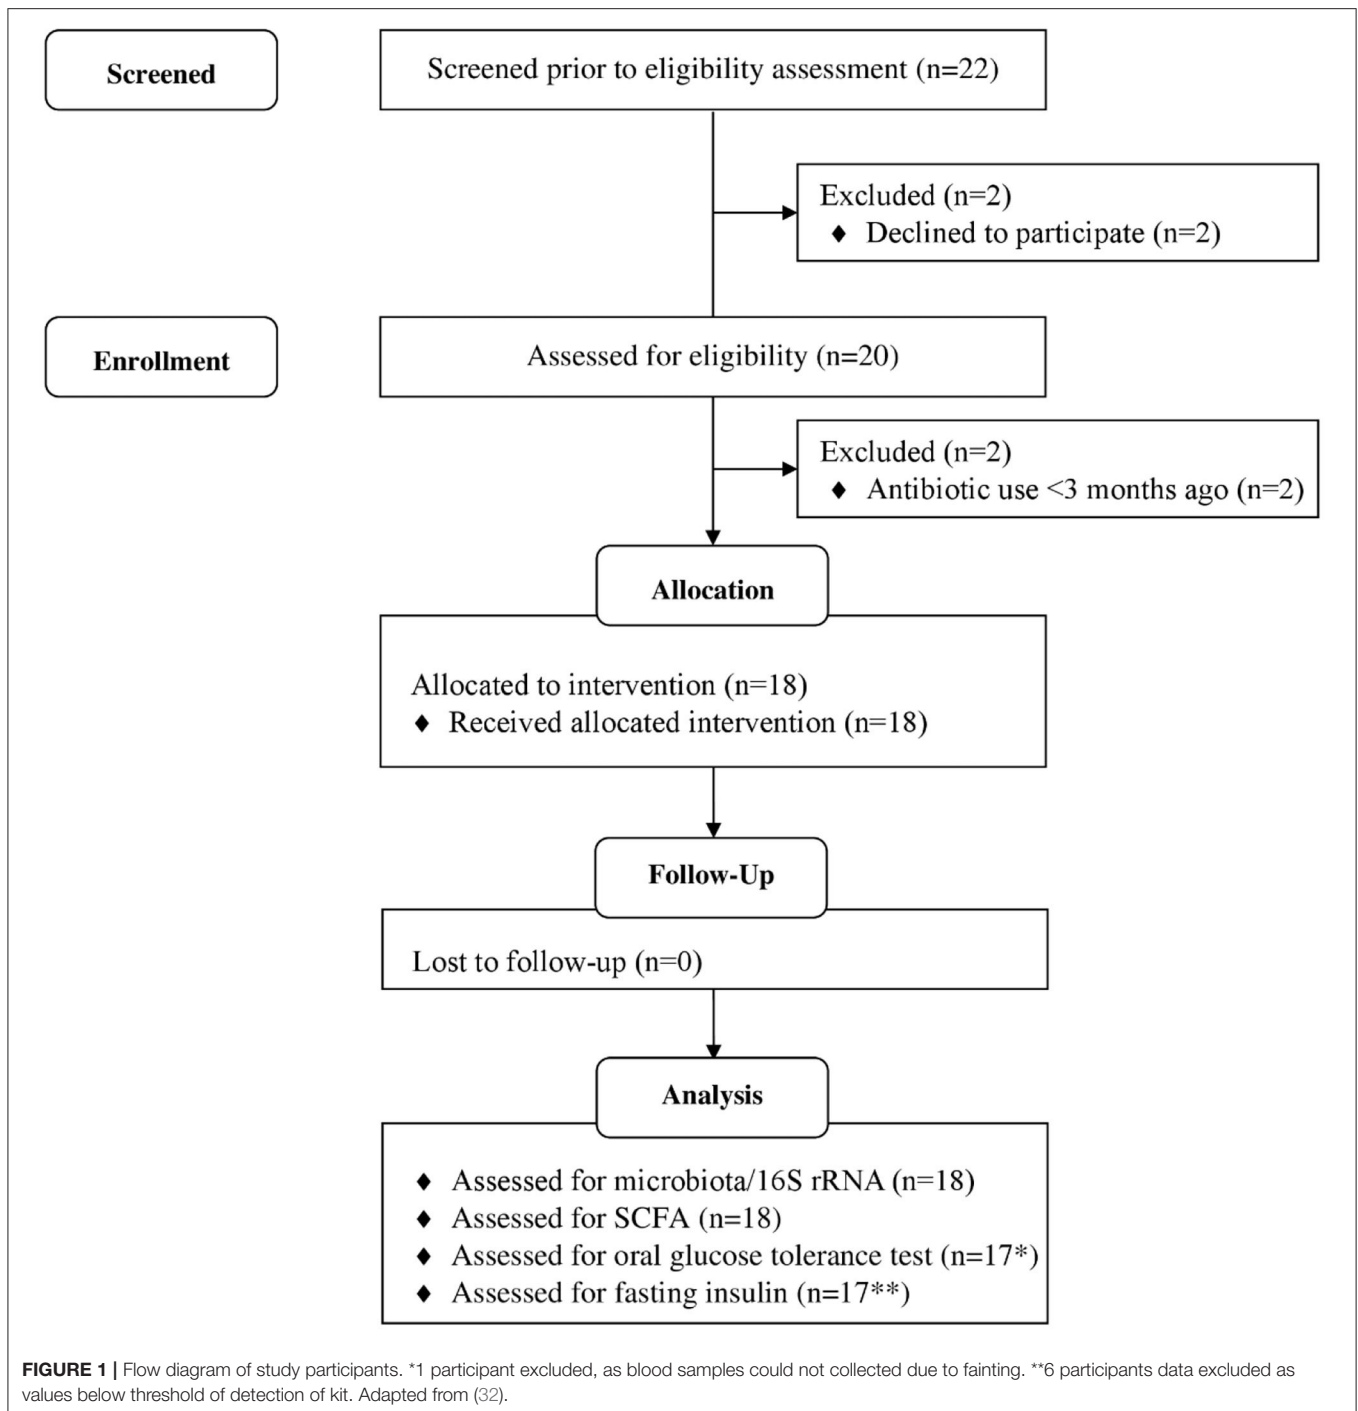 Screened
Screened prior to eligibility assessment (n=22)
Excluded (n=2)
♦ Declined to participate (n=2)
Enrollment
Assessed for eligibility (n=20)
Excluded (n=2)
♦ Antibiotic use <3 months ago (n=2)
Allocation
Allocated to intervention (n=18)
♦ Received allocated intervention (n=18)
Follow-Up
Lost to follow-up (n=0)
Analysis
♦ Assessed for microbiota/16S rRNA (n=18)
♦ Assessed for SCFA (n=18)
♦ Assessed for oral glucose tolerance test (n=17*)
♦ Assessed for fasting insulin (n=17**)
FIGURE 1 | Flow diagram of study participants. *1 participant excluded, as blood samples could not collected due to fainting. **6 participants data excluded as
values below threshold of detection of kit. Adapted from (32).